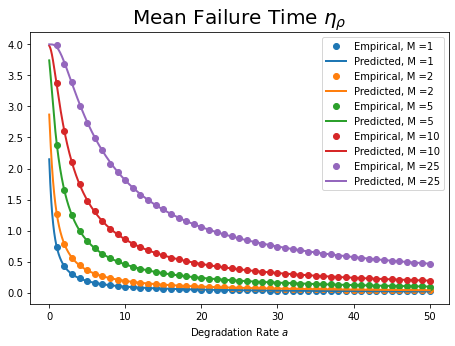 Mean Failure Time ηρ
4.0
3.5
3.0
2.5
2.0
1.5
1.0
0.5
0.0
Empirical, M =1
Predicted, M =1
Empirical, M =2
Predicted, M =2
Empirical, M =5
Predicted, M =5
Empirical, M =10
Predicted, M =10
Empirical, M =25
Predicted, M =25
0 10 20 30 40 50
Degradation Rate a